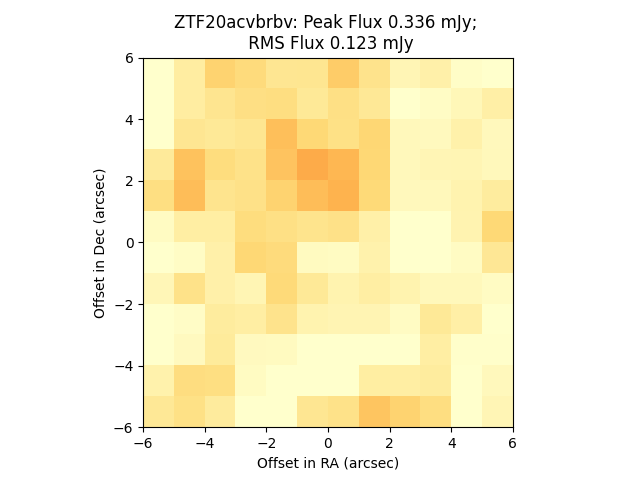 ZTF20acvbrbv: Peak Flux 0.336 mJy;
RMS Flux 0.123 mJy
6
4
2
0
−2
−4
−6
Offset in Dec (arcsec)
−6 −4 −2 0 2 4 6
Offset in RA (arcsec)